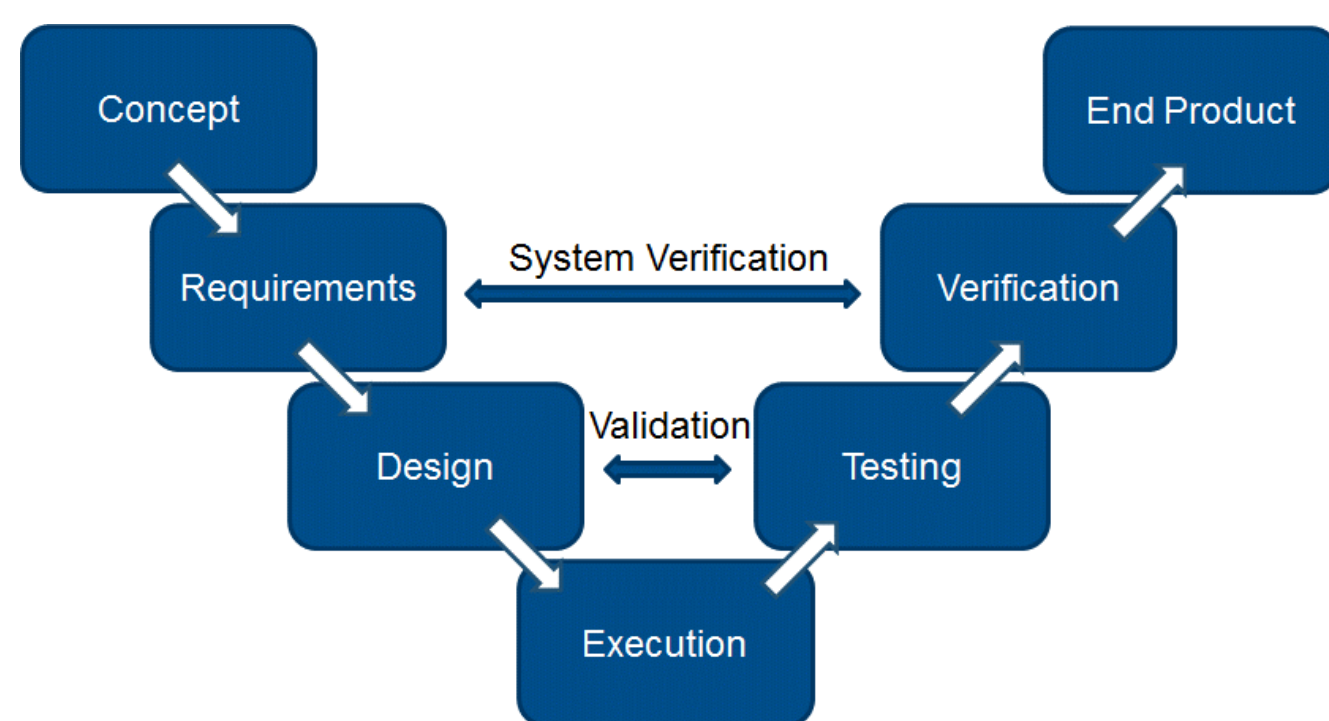 Concept
End Product
Requirements
System Verification
Verification
Design
Validation
Testing
Execution